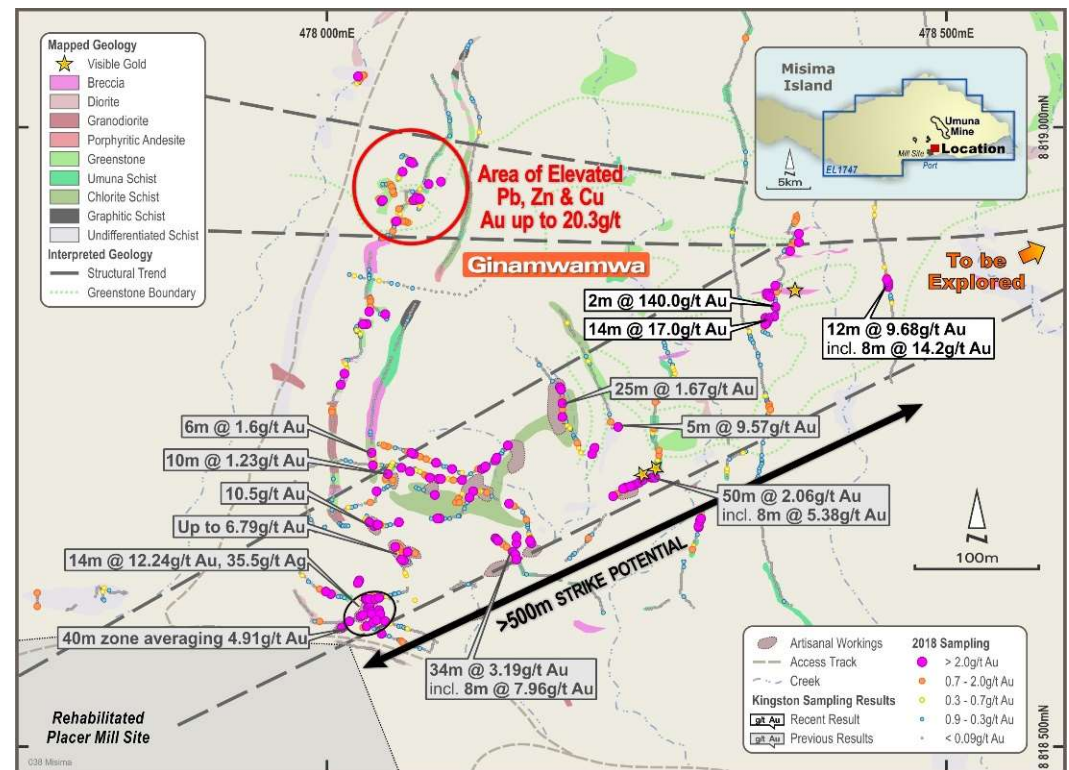 478 000mE
478 500mE
8 819 000mN
8 818 500mN
Mapped Geology
Visible Gold
Breccia
Diorite
Granodiorite
Porphyritic Andesite
Greenstone
Umuna Schist
Chlorite Schist
Graphitic Schist
Undifferentiated Schist
Interpreted Geology
Structural Trend
Greenstone Boundary
Misima
Island
Umuna
Mine
Mill Site
Location
Port
EL1747
N
5km
Area of Elevated
Pb, Zn & Cu
Au up to 20.3g/t
Ginamwamwa
To be
Explored
2m @ 140.0g/t Au
14m @ 17.0g/t Au
12m @ 9.68g/t Au
incl. 8m @ 14.2g/t Au
25m @ 1.67g/t Au
5m @ 9.57g/t Au
6m @ 1.6g/t Au
10m @ 1.23g/t Au
10.5g/t Au
Up to 6.79g/t Au
14m @ 12.24g/t Au, 35.5g/t Ag
40m zone averaging 4.91g/t Au
50m @ 2.06g/t Au
incl. 8m @ 5.38g/t Au
34m @ 3.19g/t Au
incl. 8m @ 7.96g/t Au
>500m STRIKE POTENTIAL
N
100m
Rehabilitated
Placer Mill Site
038 Misima
Artisanal Workings
Access Track
Creek
Kingston Sampling Results
g/t Au Recent Result
g/t Au Previous Results
2018 Sampling
> 2.0g/t Au
0.7 - 2.0g/t Au
0.3 - 0.7g/t Au
0.9 - 0.3g/t Au
< 0.09g/t Au